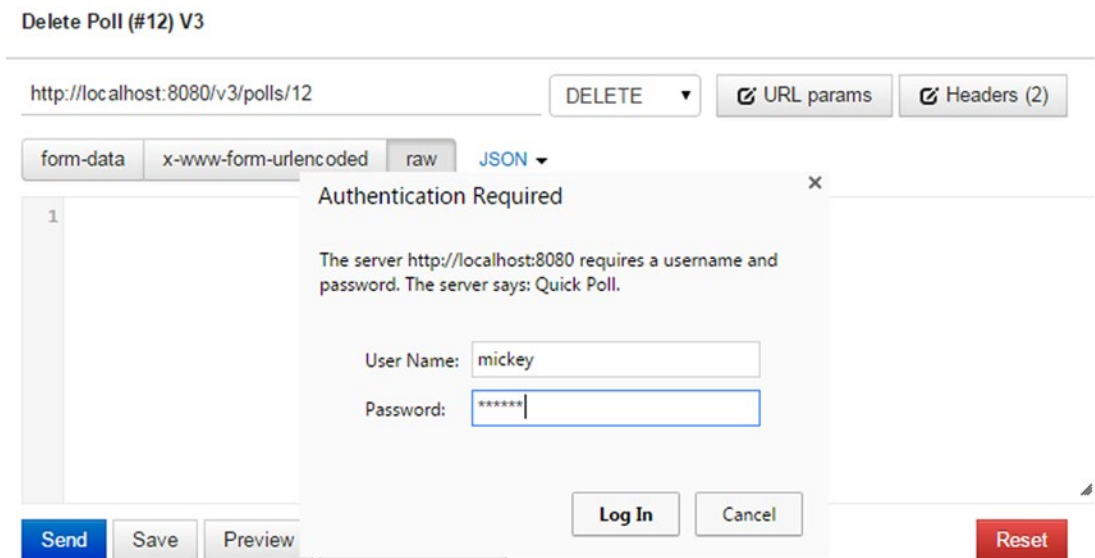 Delete Poll (#12) V3
http://localhost:8080/v3/polls/12
DELETE
URL params
Headers (2)
form-data
x-www-form-urlencoded
raw
JSON
1
Authentication Required
The server http://localhost:8080 requires a username and
password. The server says: Quick Poll.
User Name: mickey
Password: ******
Log In
Cancel
Send
Save
Preview
Reset